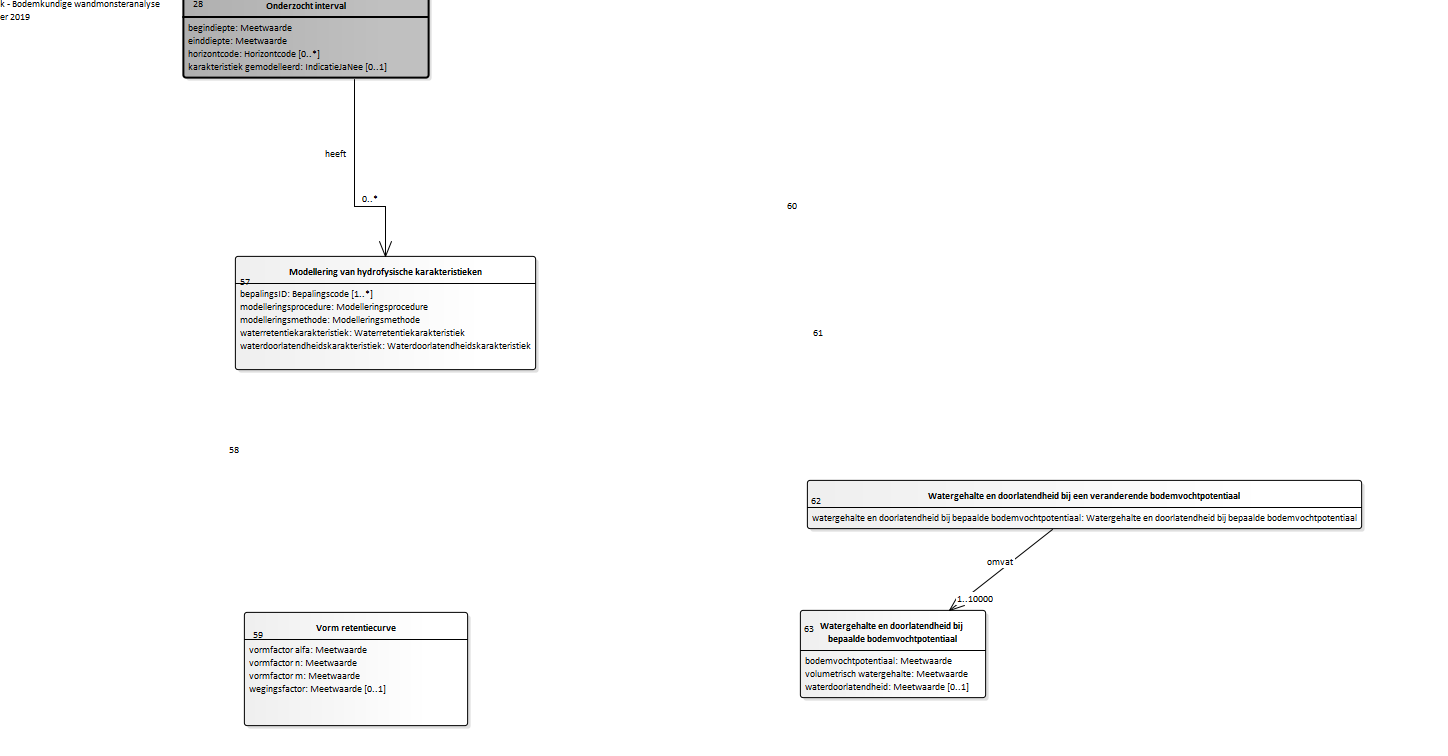 k - Bodemkundige wandmonsteranalyse
er 2019
28
Onderzocht interval
begindiepte: Meetwaarde
einddiepte: Meetwaarde
horizontcode: Horizontcode [0..*]
karakteristiek gemodelleerd: IndicatieJaNee [0..1]
heeft
0..*
60
Modellering van hydrofysische karakteristieken
57
bepalingsID: Bepalingscode [1..*]
modelleringsprocedure: Modelleringsprocedure
modelleringsmethode: Modelleringsmethode
waterretentiekarakteristiek: Waterretentiekarakteristiek
waterdoorlatendheidskarakteristiek: Waterdoorlatendheidskarakteristiek
61
58
62
Watergehalte en doorlatendheid bij een veranderende bodemvochtpotentiaal
watergehalte en doorlatendheid bij bepaalde bodemvochtpotentiaal: Watergehalte en doorlatendheid bij bepaalde bodemvochtpotentiaal
omvat
1..10000
59
Vorm retentiecurve
vormfactor alfa: Meetwaarde
vormfactor n: Meetwaarde
vormfactor m: Meetwaarde
wegingsfactor: Meetwaarde [0..1]
63
Watergehalte en doorlatendheid bij
bepaalde bodemvochtpotentiaal
bodemvochtpotentiaal: Meetwaarde
volumetrisch watergehalte: Meetwaarde
waterdoorlatendheid: Meetwaarde [0..1]